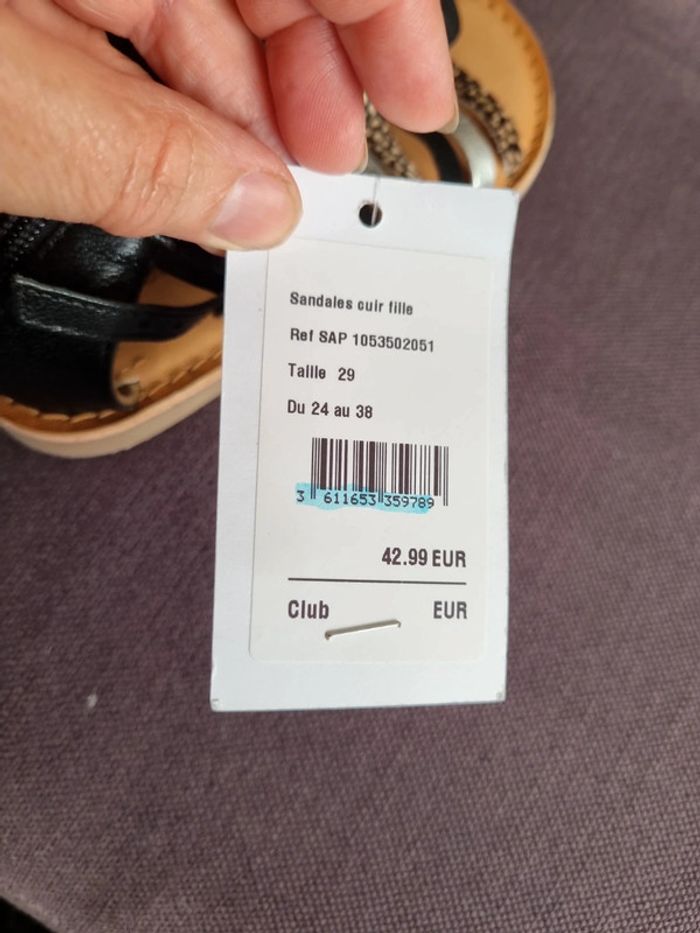 Sandales cuir fille
Ref SAP 1053502051
Taille 29
Du 24 au 38
3 611653 359789
42.99 EUR
Club EUR